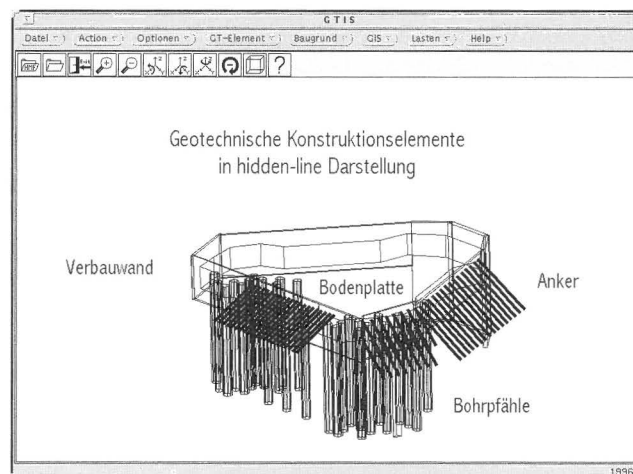 GTIS
Datei Action Optionen GT-Element Baugrund GIS Lasten Help
?
Geotechnische Konstruktionselemente
in hidden-line Darstellung
Verbauwand
Bodenplatte
Anker
Bohrpfähle
1996